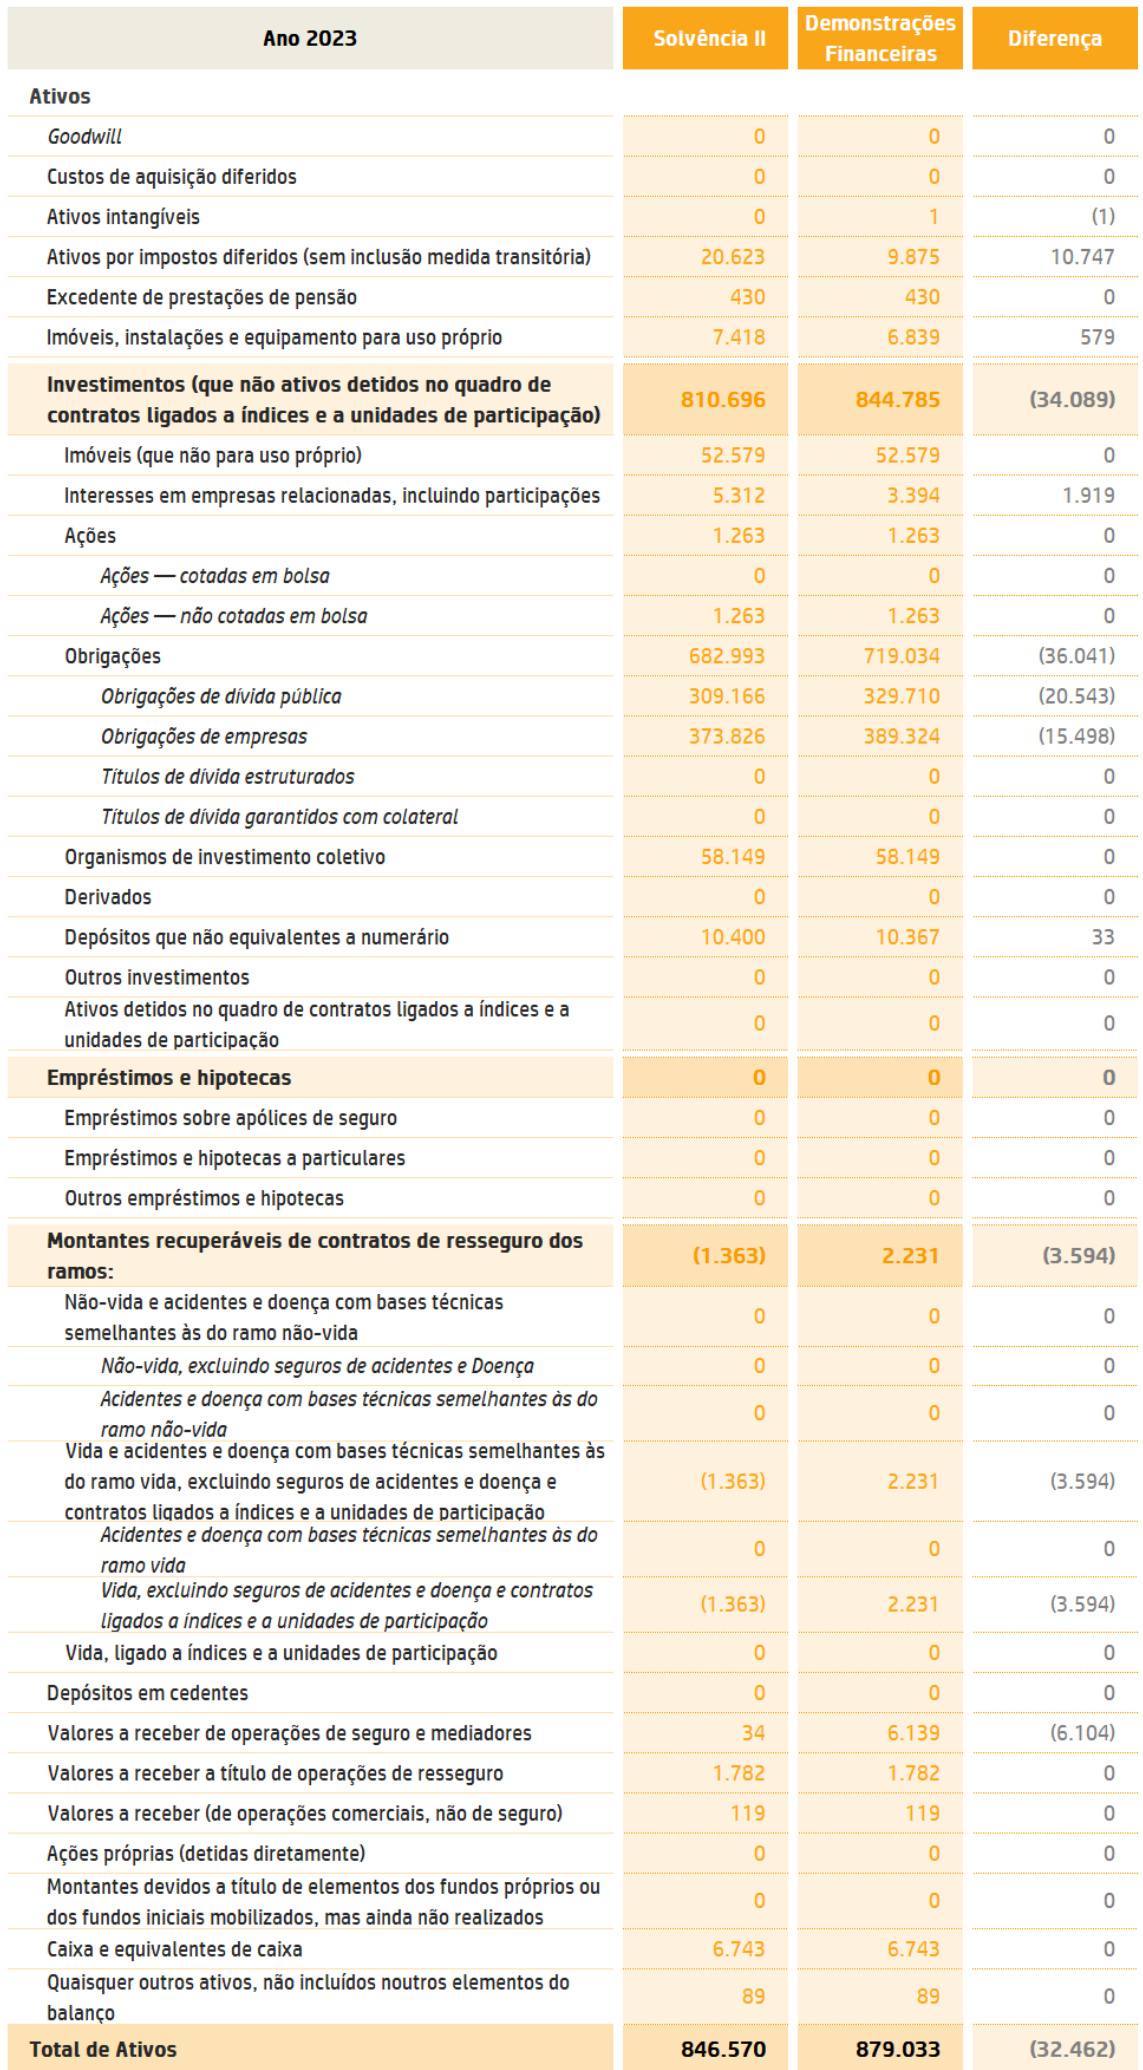 Ano 2023 Solvência II Demonstrações Financeiras Diferença
Ativos
Goodwill 0 0 0
Custos de aquisição diferidos 0 0 0
Ativos intangíveis 0 1 (1)
Ativos por impostos diferidos (sem inclusão medida transitória) 20.623 9.875 10.747
Excedente de prestações de pensão 430 430 0
Imóveis, instalações e equipamento para uso próprio 7.418 6.839 579
Investimentos (que não ativos detidos no quadro de
contratos ligados a índices e a unidades de participação) 810.696 844.785 (34.089)
Imóveis (que não para uso próprio) 52.579 52.579 0
Interesses em empresas relacionadas, incluindo participações 5.312 3.394 1.919
Ações 1.263 1.263 0
Ações — cotadas em bolsa 0 0 0
Ações — não cotadas em bolsa 1.263 1.263 0
Obrigações 682.993 719.034 (36.041)
Obrigações de dívida pública 309.166 329.710 (20.543)
Obrigações de empresas 373.826 389.324 (15.498)
Títulos de dívida estruturados 0 0 0
Títulos de dívida garantidos com colateral 0 0 0
Organismos de investimento coletivo 58.149 58.149 0
Derivados 0 0 0
Depósitos que não equivalentes a numerário 10.400 10.367 33
Outros investimentos 0 0 0
Ativos detidos no quadro de contratos ligados a índices e a
unidades de participação 0 0 0
Empréstimos e hipotecas 0 0 0
Empréstimos sobre apólices de seguro 0 0 0
Empréstimos e hipotecas a particulares 0 0 0
Outros empréstimos e hipotecas 0 0 0
Montantes recuperáveis de contratos de resseguro dos
ramos: (1.363) 2.231 (3.594)
Não-vida e acidentes e doença com bases técnicas
semelhantes às do ramo não-vida 0 0 0
Não-vida, excluindo seguros de acidentes e Doença 0 0 0
Acidentes e doença com bases técnicas semelhantes às do
ramo não-vida 0 0 0
Vida e acidentes e doença com bases técnicas semelhantes às
do ramo vida, excluindo seguros de acidentes e doença e
contratos ligados a índices e a unidades de participação (1.363) 2.231 (3.594)
Acidentes e doença com bases técnicas semelhantes às do
ramo vida 0 0 0
Vida, excluindo seguros de acidentes e doença e contratos
ligados a índices e a unidades de participação (1.363) 2.231 (3.594)
Vida, ligado a índices e a unidades de participação 0 0 0
Depósitos em cedentes 0 0 0
Valores a receber de operações de seguro e mediadores 34 6.139 (6.104)
Valores a receber a título de operações de resseguro 1.782 1.782 0
Valores a receber (de operações comerciais, não de seguro) 119 119 0
Ações próprias (detidas diretamente) 0 0 0
Montantes devidos a título de elementos dos fundos próprios ou
dos fundos iniciais mobilizados, mas ainda não realizados 0 0 0
Caixa e equivalentes de caixa 6.743 6.743 0
Quaisquer outros ativos, não incluídos noutros elementos do
balanço 89 89 0
Total de Ativos 846.570 879.033 (32.462)